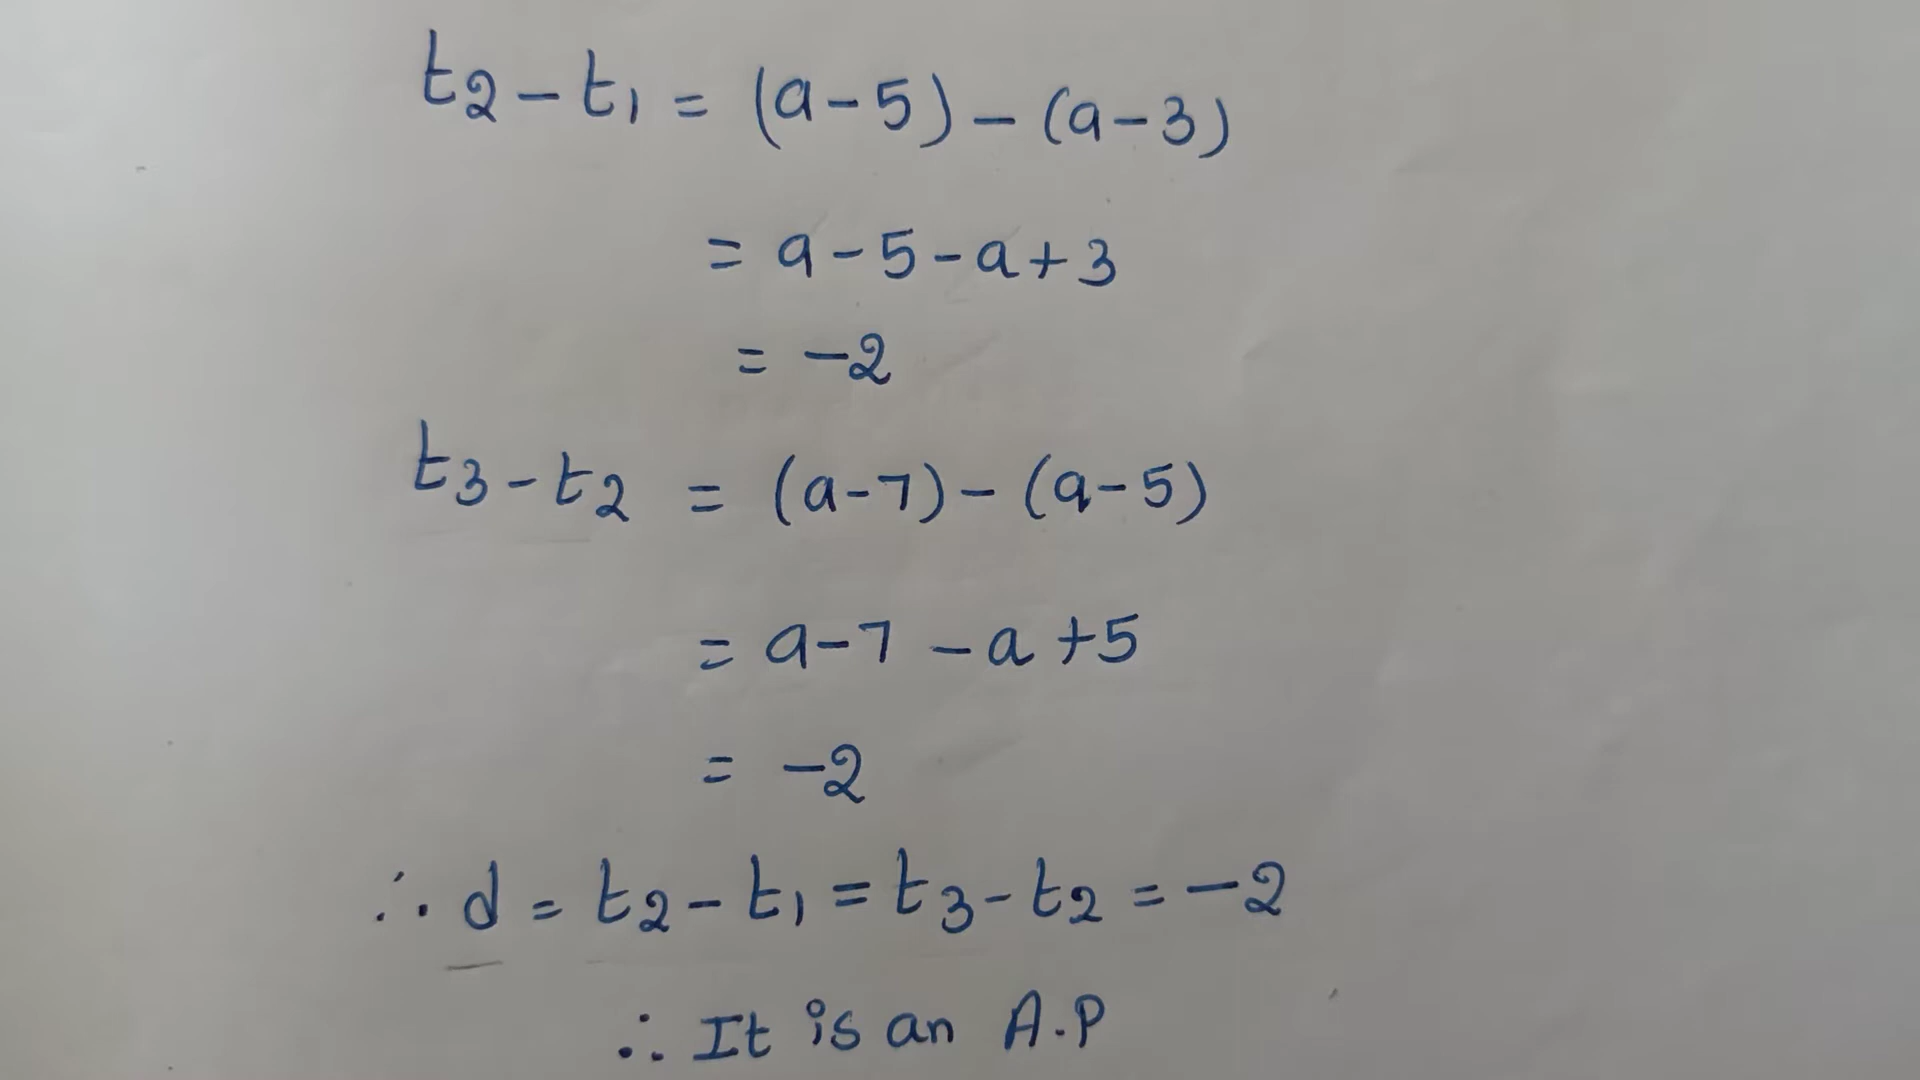 t2 - t1 = (a-5) - (a-3)
= a - 5 - a + 3
= -2
t3 - t2 = (a-7) - (a-5)
= a - 7 - a + 5
= -2
∴ d = t2 - t1 = t3 - t2 = -2
∴ It is an A.P